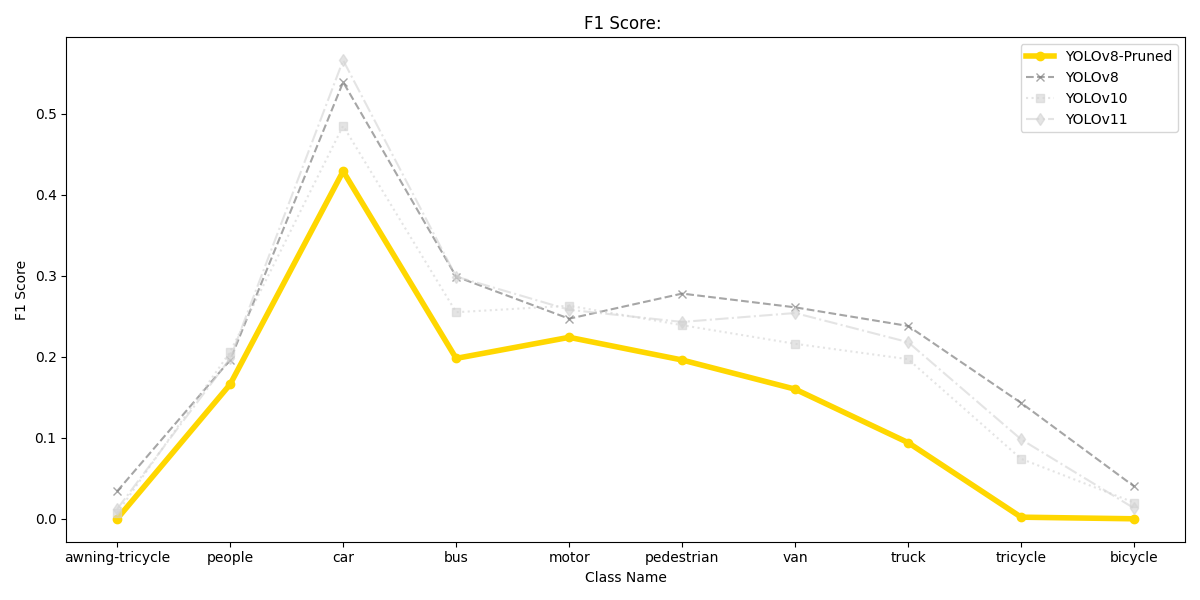 F1 Score:
YOLOv8-Pruned
YOLOv8
YOLOv10
YOLOv11
F1 Score
0.5
0.4
0.3
0.2
0.1
0.0
awning-tricycle people car bus motor pedestrian van truck tricycle bicycle
Class Name